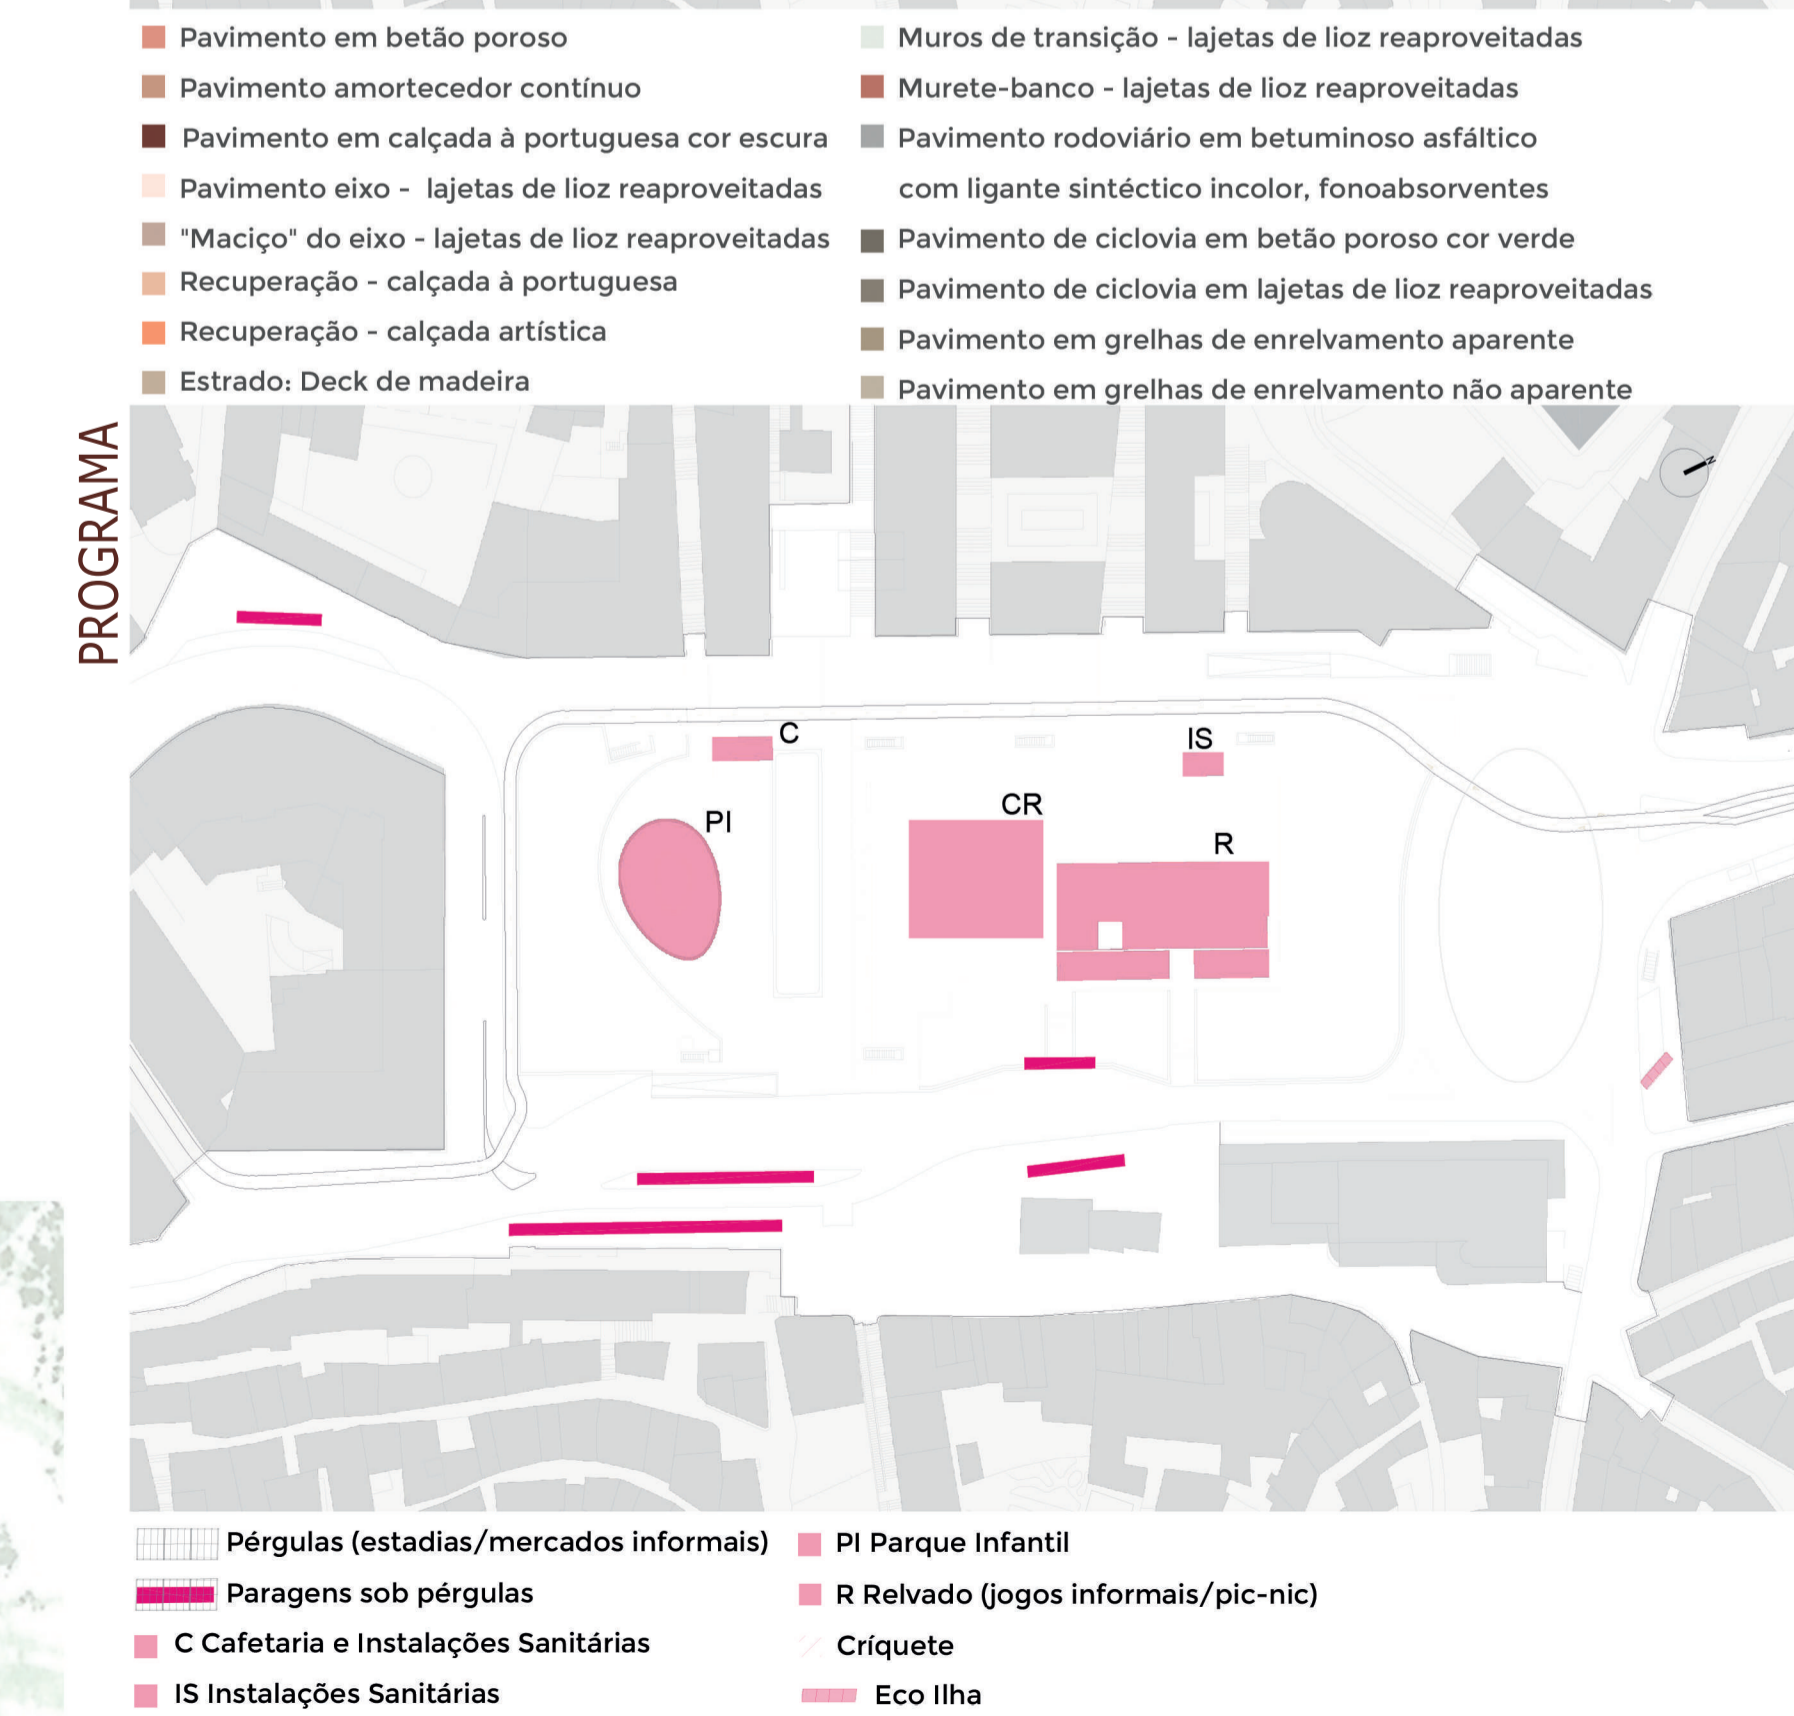 Pavimento em betão poroso
Pavimento amortecedor contínuo
Pavimento em calçada à portuguesa cor escura
Pavimento eixo - lajetas de lioz reaproveitadas
"Maciço" do eixo - lajetas de lioz reaproveitadas
Recuperação - calçada à portuguesa
Recuperação - calçada artística
Estrado: Deck de madeira
Muros de transição - lajetas de lioz reaproveitadas
Murete-banco - lajetas de lioz reaproveitadas
Pavimento rodoviário em betuminoso asfáltico
com ligante sintéctico incolor, fonoabsorventes
Pavimento de ciclovia em betão poroso cor verde
Pavimento de ciclovia em lajetas de lioz reaproveitadas
Pavimento em grelhas de enrelvamento aparente
Pavimento em grelhas de enrelvamento não aparente
PROGRAMA
N
C
IS
CR
PI
R
Pérgulas (estadias/mercados informais)
Paragens sob pérgulas
C Cafetaria e Instalações Sanitárias
IS Instalações Sanitárias
PI Parque Infantil
R Relvado (jogos informais/pic-nic)
Críquete
Eco Ilha